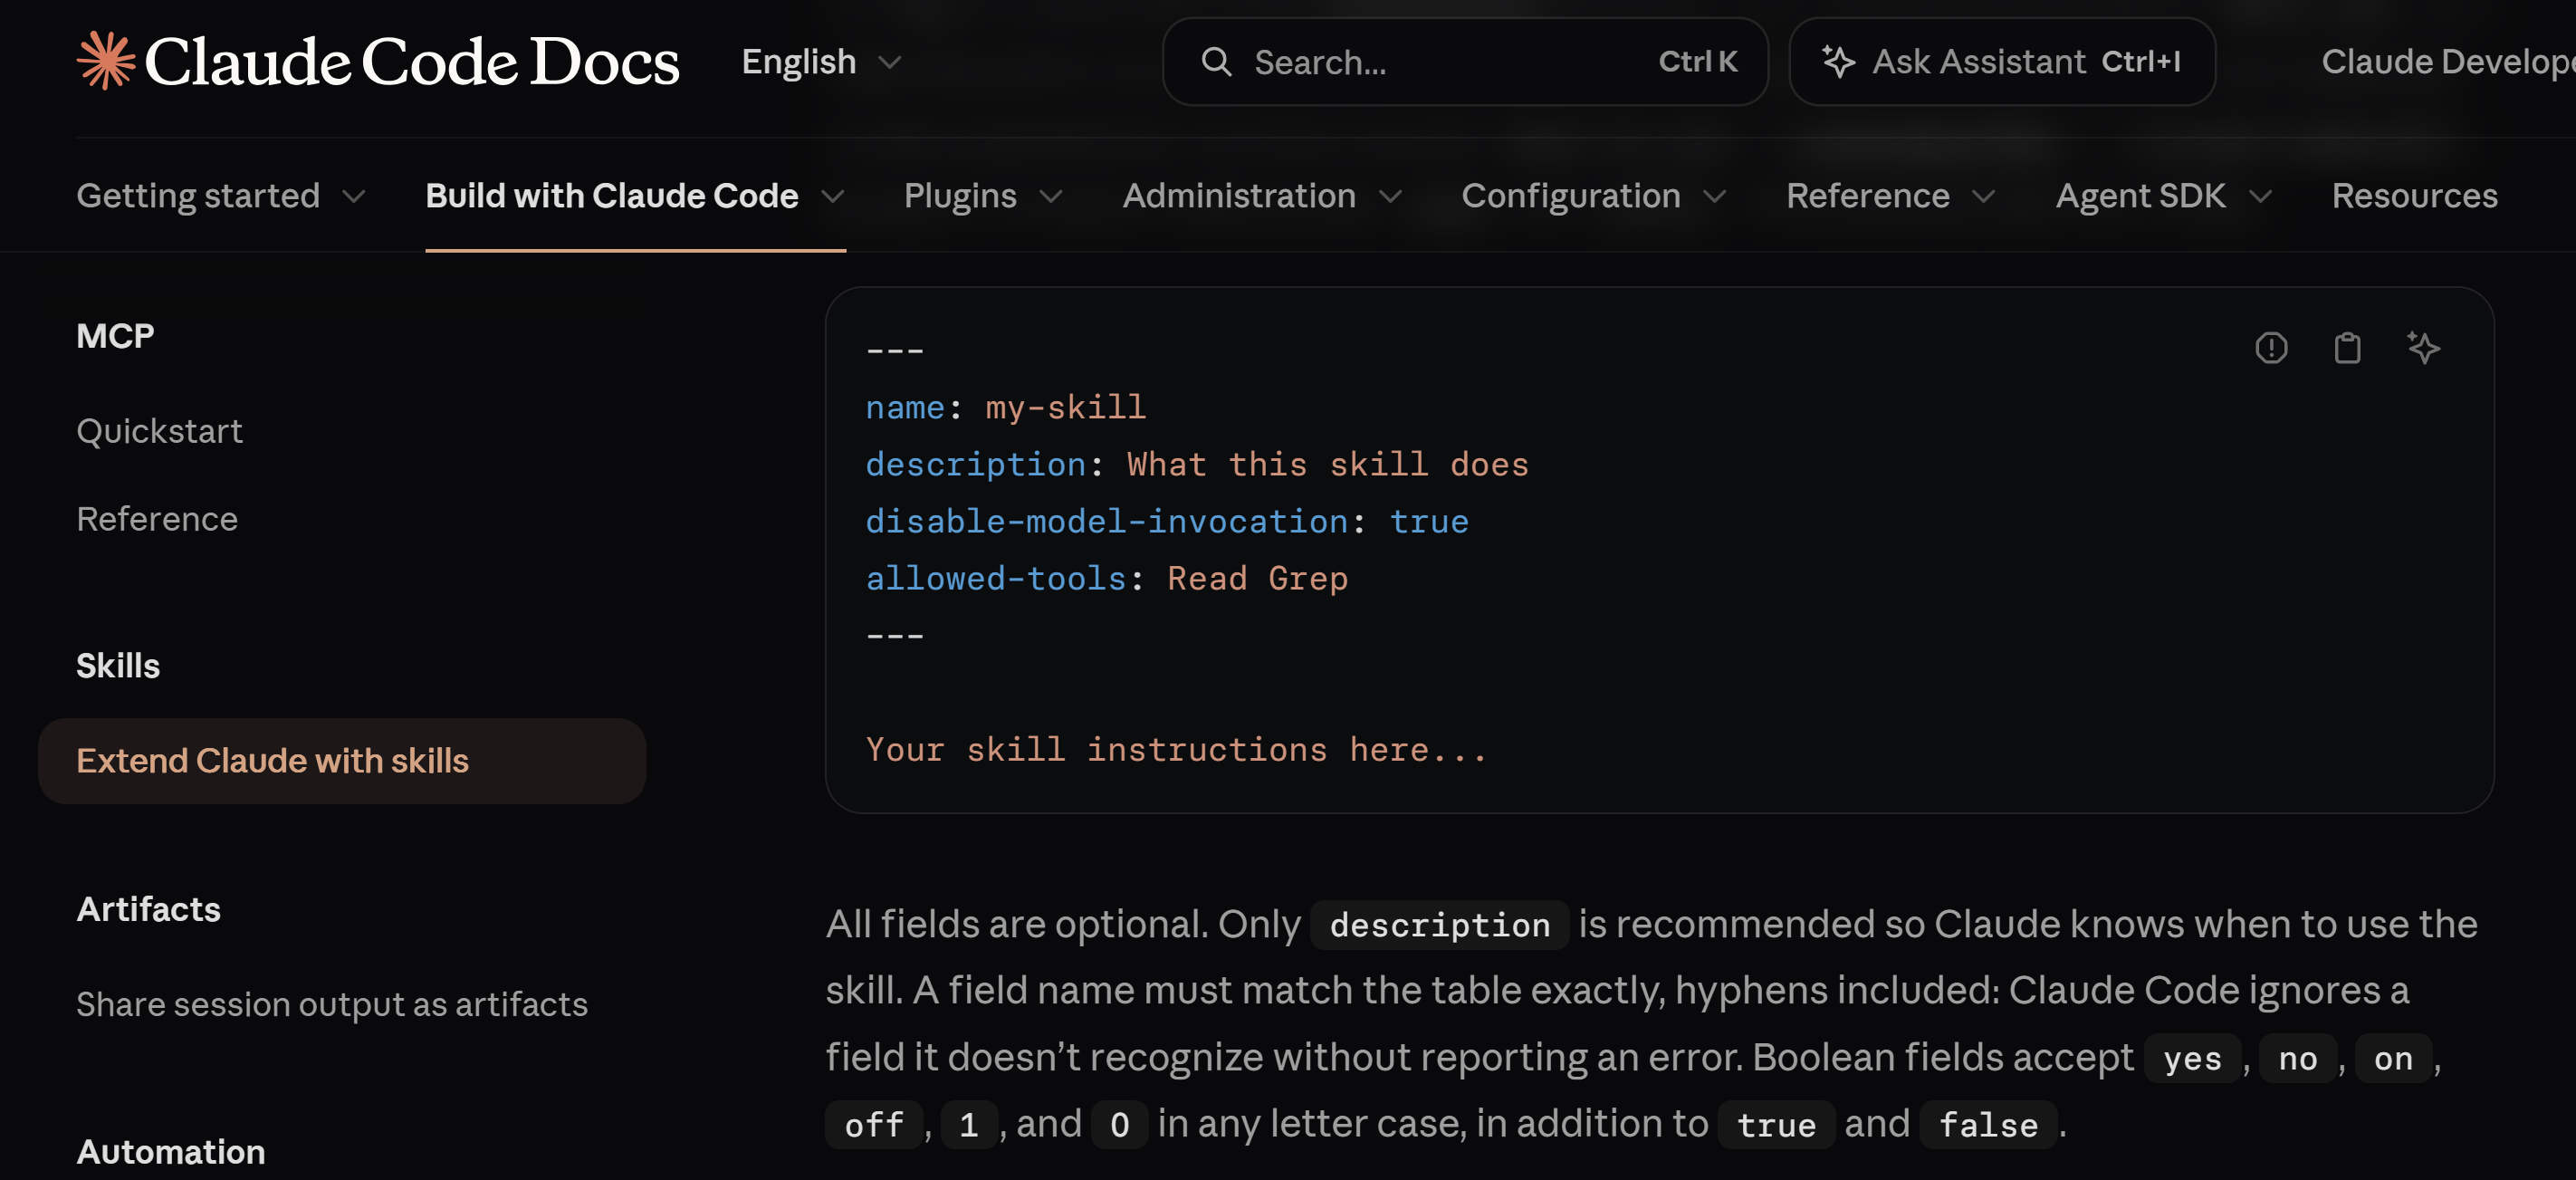 Claude Code Docs English Search... Ctrl K Ask Assistant Ctrl+I Claude
Getting started Build with Claude Code Plugins Administration Configuration Reference Agent SDK Resources
MCP
Quickstart
Reference
Skills
Extend Claude with skills
Artifacts
Share session output as artifacts
Automation
---
name: my-skill
description: What this skill does
disable-model-invocation: true
allowed-tools: Read Grep
---
Your skill instructions here...
All fields are optional. Only description is recommended so Claude knows when to use the
skill. A field name must match the table exactly, hyphens included: Claude Code ignores a
field it doesn’t recognize without reporting an error. Boolean fields accept yes, no, on,
off, 1, and 0 in any letter case, in addition to true and false.